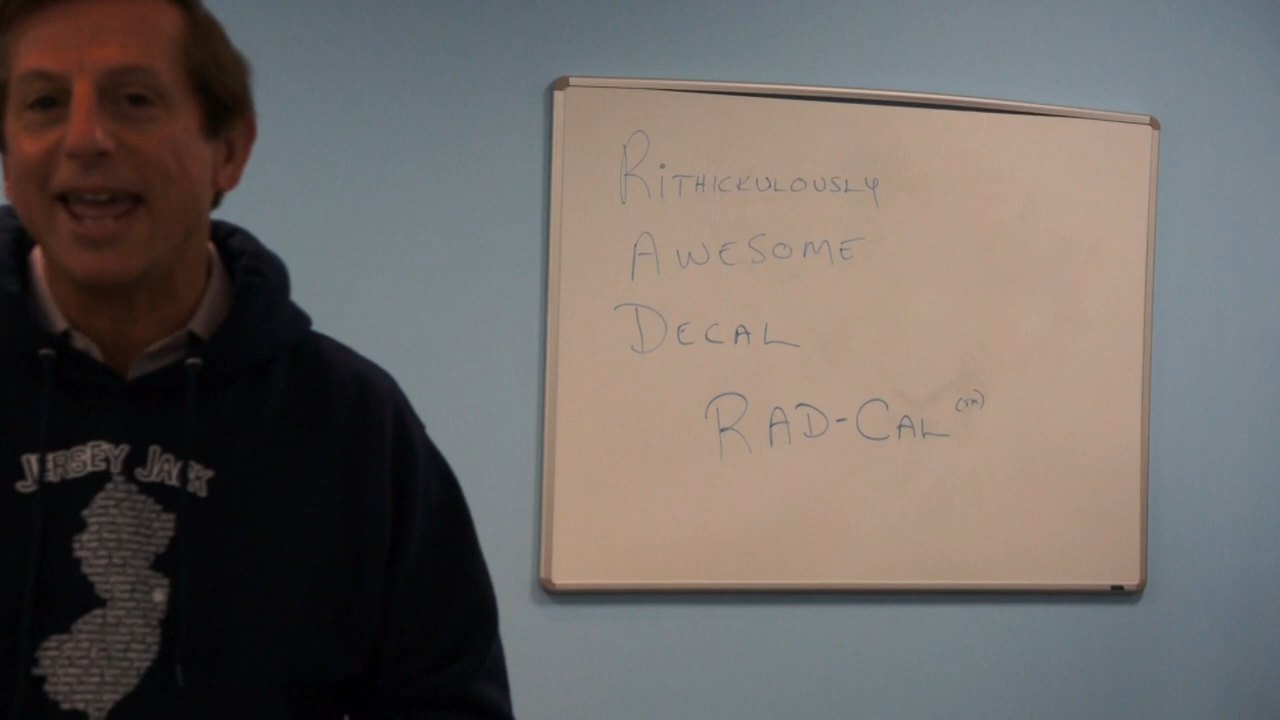 RiTHICKULOUSLY
AWESOME
DECAL
RAD-CAL (TM)
JERSEY JACK